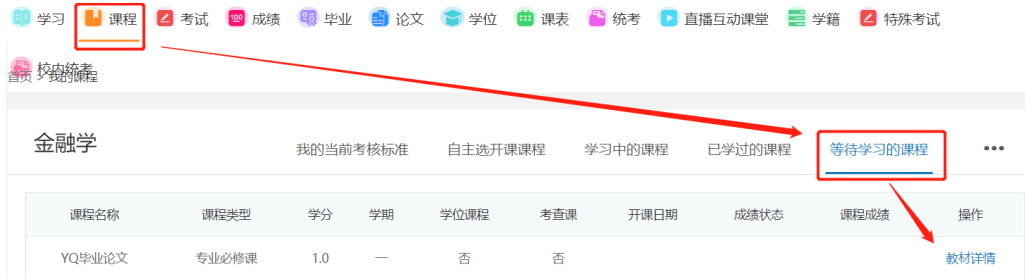 学习 课程 考试 100 成绩 毕业 论文 学位 课表 统考 直播互动课堂 学籍 特殊考试
校内统考
首页 > 我的课程
金融学 我的当前考核标准 自主选开课课程 学习中的课程 已学过的课程 等待学习的课程 •••
课程名称 课程类型 学分 学期 学位课程 考查课 开课日期 成绩状态 课程成绩 操作
YQ毕业论文 专业必修课 1.0 — 否 否 教材详情